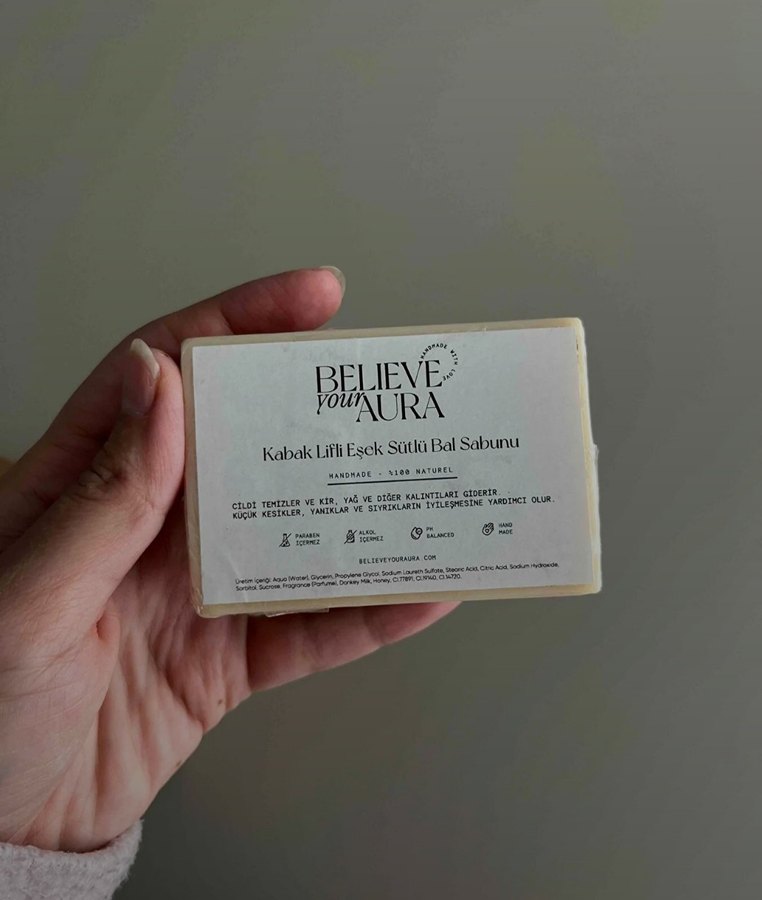 HANDMADE WITH LOVE
BELIEVE
your AURA
Kabak Lifli Eşek Sütlü Bal Sabunu
HANDMADE - %100 NATUREL
CİLDİ TEMİZLER VE KİR, YAĞ VE DİĞER KALINTILARI GİDERİR.
KÜÇÜK KESİKLER, YANIKLAR VE SIYRIKLARIN İYİLEŞMESİNE YARDIMCI OLUR.
PARABEN
İÇERMEZ
ALKOL
İÇERMEZ
PH
BALANCED
HAND
MADE
BELIEVEYOURAURA.COM
Üretim İçeriği: Aqua (Water), Glycerin, Propylene Glycol, Sodium Laureth Sulfate, Stearic Acid, Citric Acid, Sodium Hydroxide,
Sorbitol, Sucrose, Fragrance (Parfume), Donkey Milk, Honey, CI.77891, CI.19140, CI.14720.